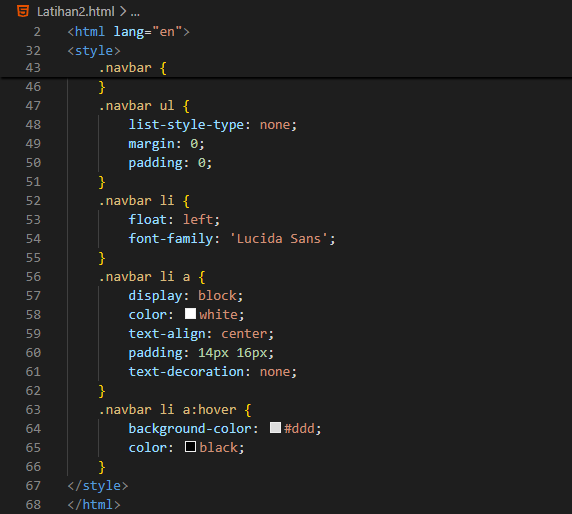 Latihan2.html > ...
2 <html lang="en">
32 <style>
43 .navbar {
46 }
47 .navbar ul {
48 list-style-type: none;
49 margin: 0;
50 padding: 0;
51 }
52 .navbar li {
53 float: left;
54 font-family: 'Lucida Sans';
55 }
56 .navbar li a {
57 display: block;
58 color: white;
59 text-align: center;
60 padding: 14px 16px;
61 text-decoration: none;
62 }
63 .navbar li a:hover {
64 background-color: #ddd;
65 color: black;
66 }
67 </style>
68 </html>